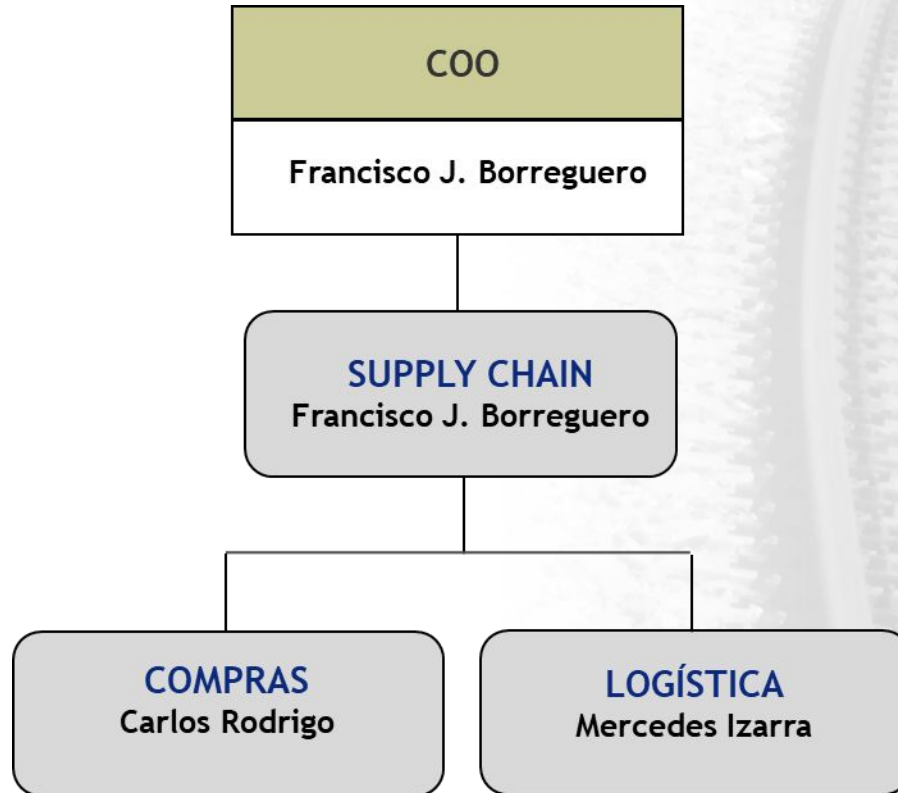 COO
Francisco J. Borreguero
SUPPLY CHAIN
Francisco J. Borreguero
COMPRAS
Carlos Rodrigo
LOGÍSTICA
Mercedes Izarra